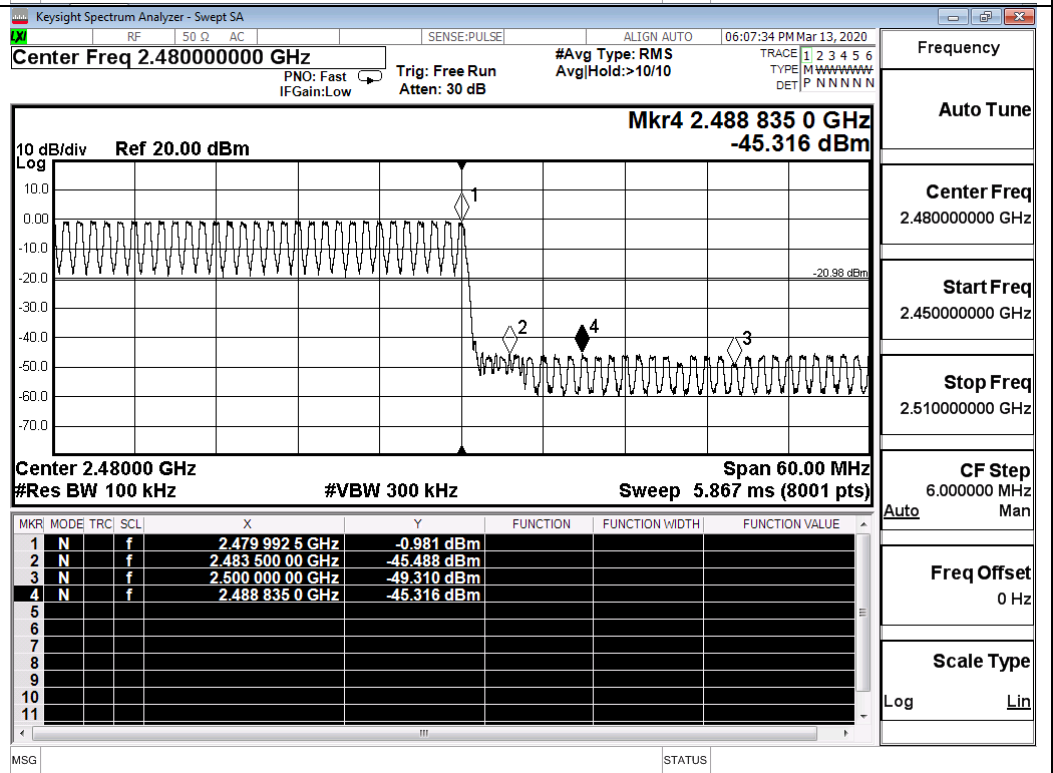 Keysight Spectrum Analyzer - Swept SA
LXI RF 50 Ω AC SENSE:PULSE ALIGN AUTO 06:07:34 PM Mar 13, 2020
Center Freq 2.480000000 GHz
PNO: Fast
IFGain:Low
Trig: Free Run
Atten: 30 dB
#Avg Type: RMS
Avg|Hold:>10/10
TRACE 1 2 3 4 5 6
TYPE M WWWWW
DET P N N N N N
Mkr4 2.488 835 0 GHz
-45.316 dBm
10 dB/div Ref 20.00 dBm
Log
10.0
0.00
-10.0
-20.0
-30.0
-40.0
-50.0
-60.0
-70.0
1
2
4
3
-20.98 dBm
Center 2.48000 GHz Span 60.00 MHz
#Res BW 100 kHz #VBW 300 kHz Sweep 5.867 ms (8001 pts)
MKR MODE TRC SCL X Y FUNCTION FUNCTION WIDTH FUNCTION VALUE
1 N f 2.479 992 5 GHz -0.981 dBm
2 N f 2.483 500 00 GHz -45.488 dBm
3 N f 2.500 000 00 GHz -49.310 dBm
4 N f 2.488 835 0 GHz -45.316 dBm
5
6
7
8
9
10
11
MSG STATUS
Frequency
Auto Tune
Center Freq
2.480000000 GHz
Start Freq
2.450000000 GHz
Stop Freq
2.510000000 GHz
CF Step
6.000000 MHz
Auto Man
Freq Offset
0 Hz
Scale Type
Log Lin